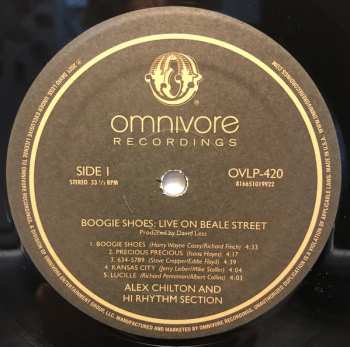 omnivore
RECORDINGS
SIDE 1
STEREO 33 ⅓ RPM
OVLP-420
816651019922
BOOGIE SHOES: LIVE ON BEALE STREET
Produced by David Less
1. BOOGIE SHOES (Harry Wayne Casey/Richard Finch) 4:33
2. PRECIOUS PRECIOUS (Isaac Hayes) 5:17
3. 634-5789 (Steve Cropper/Eddie Floyd) 4:39
4. KANSAS CITY (Jerry Leiber/Mike Stoller) 4:04
5. LUCILLE (Richard Penniman/Albert Collins) 4:03
ALEX CHILTON AND
HI RHYTHM SECTION